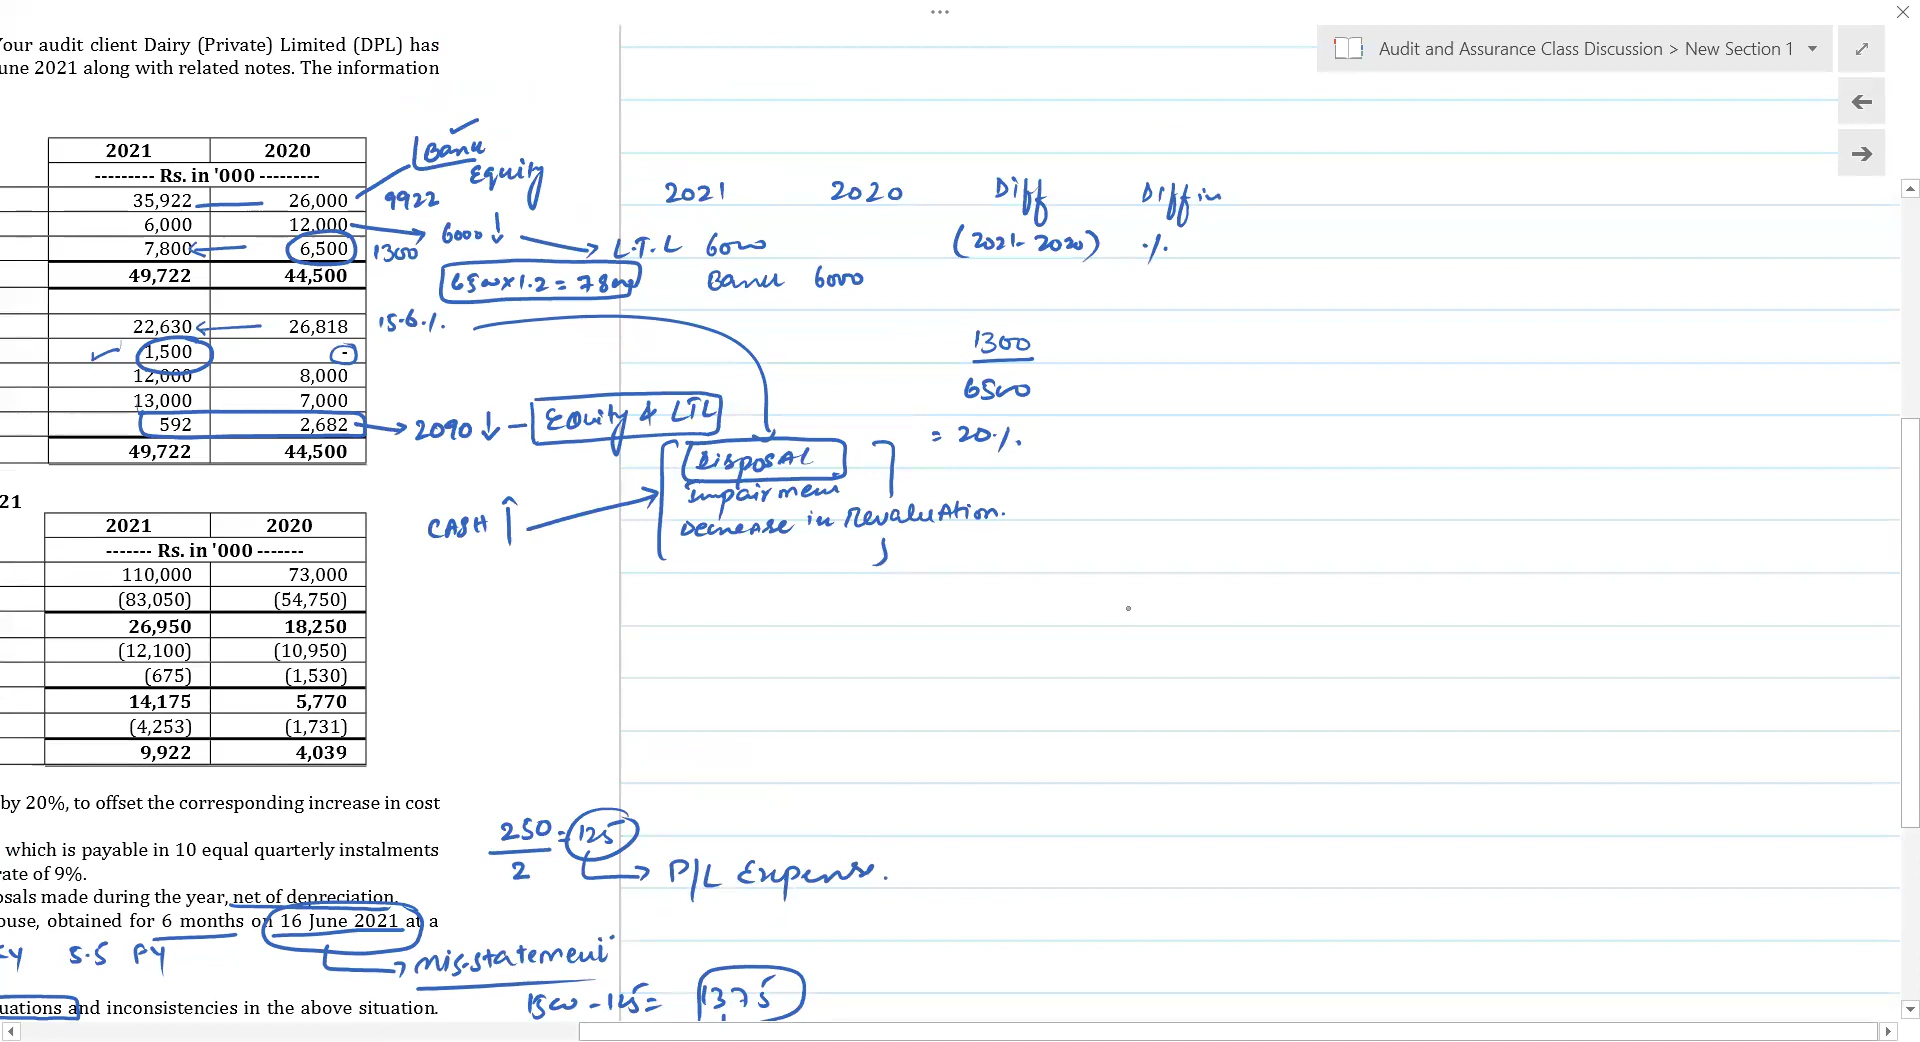 Audit and Assurance Class Discussion > New Section 1
Your audit client Dairy (Private) Limited (DPL) has
une 2021 along with related notes. The information
2021 2020
--------- Rs. in '000 ---------
35,922 26,000
6,000 12,000
7,800 6,500
49,722 44,500
22,630 26,818
1,500 -
12,000 8,000
13,000 7,000
592 2,682
49,722 44,500
Bank
Equity
9922
6000↓
1300
L.T.L 6000
6500x1.2 = 7800
Bank 6000
15.6%
2090↓ - Equity & LTL
Disposal
Impairment
Decrease in Revaluation.
CASH ↑
2021 2020 Diff Diff in
(2021-2020) %
1300
6500
= 20%
21
2021 2020
------- Rs. in '000 -------
110,000 73,000
(83,050) (54,750)
26,950 18,250
(12,100) (10,950)
(675) (1,530)
14,175 5,770
(4,253) (1,731)
9,922 4,039
by 20%, to offset the corresponding increase in cost
which is payable in 10 equal quarterly instalments
rate of 9%.
osals made during the year, net of depreciation.
ouse, obtained for 6 months on 16 June 2021 at a
250
2
= 125
P/L Expense.
CY 5.5 PY
Mis-statement
1500 - 125 = 1375
uations and inconsistencies in the above situation.